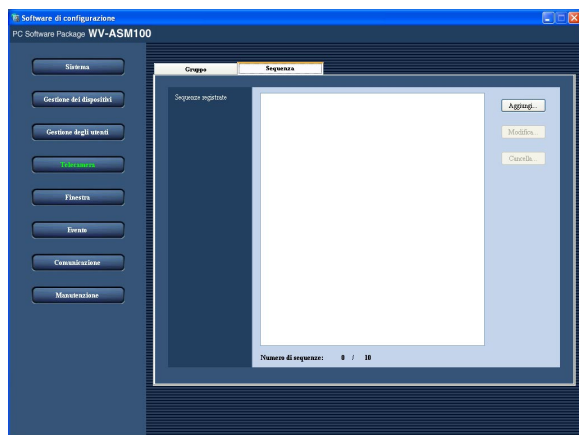 Software di configurazione
PC Software Package WV-ASM100
Sistema
Gestione dei dispositivi
Gestione degli utenti
Telecamera
Finestra
Evento
Comunicazione
Manutenzione
Gruppo
Sequenza
Sequenze registrate
Aggiungi...
Modifica...
Cancella...
Numero di sequenze: 0 / 10